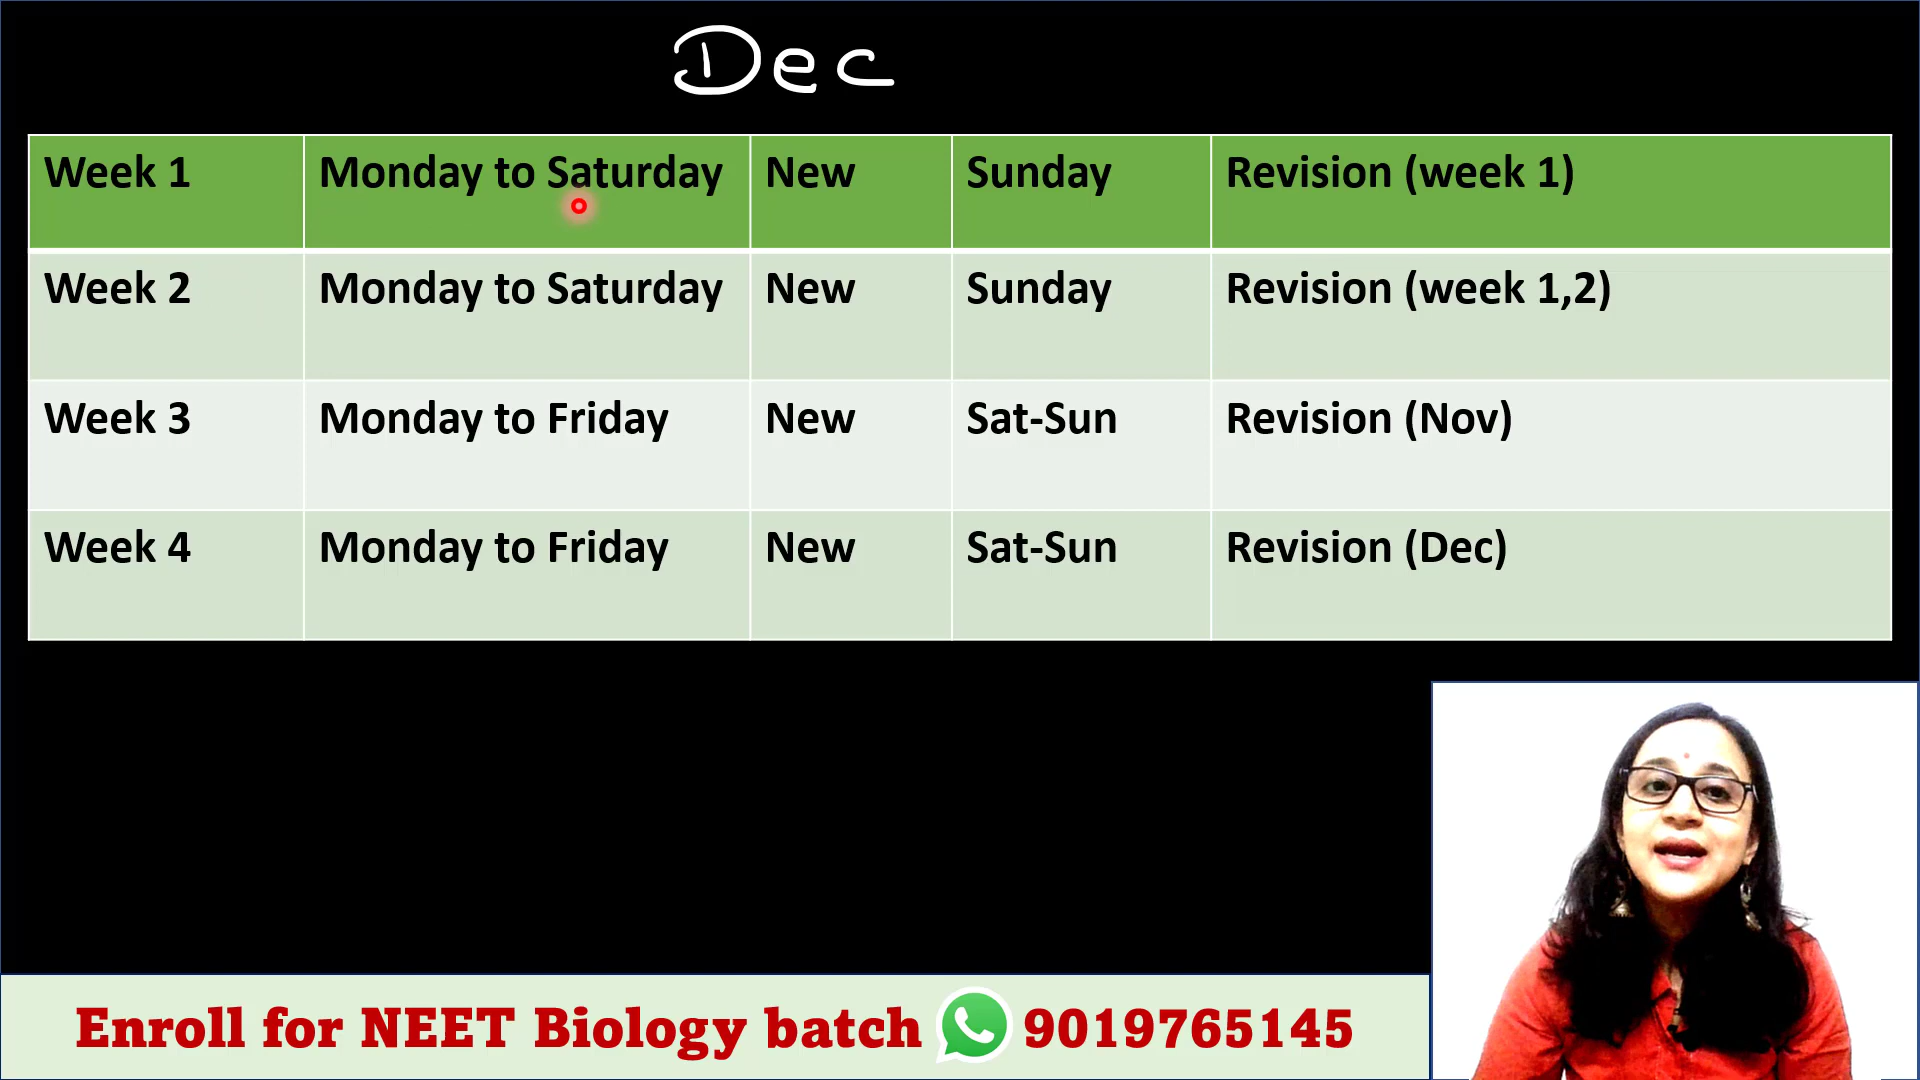 Dec
Week 1 Monday to Saturday New Sunday Revision (week 1)
Week 2 Monday to Saturday New Sunday Revision (week 1,2)
Week 3 Monday to Friday New Sat-Sun Revision (Nov)
Week 4 Monday to Friday New Sat-Sun Revision (Dec)
Enroll for NEET Biology batch 9019765145